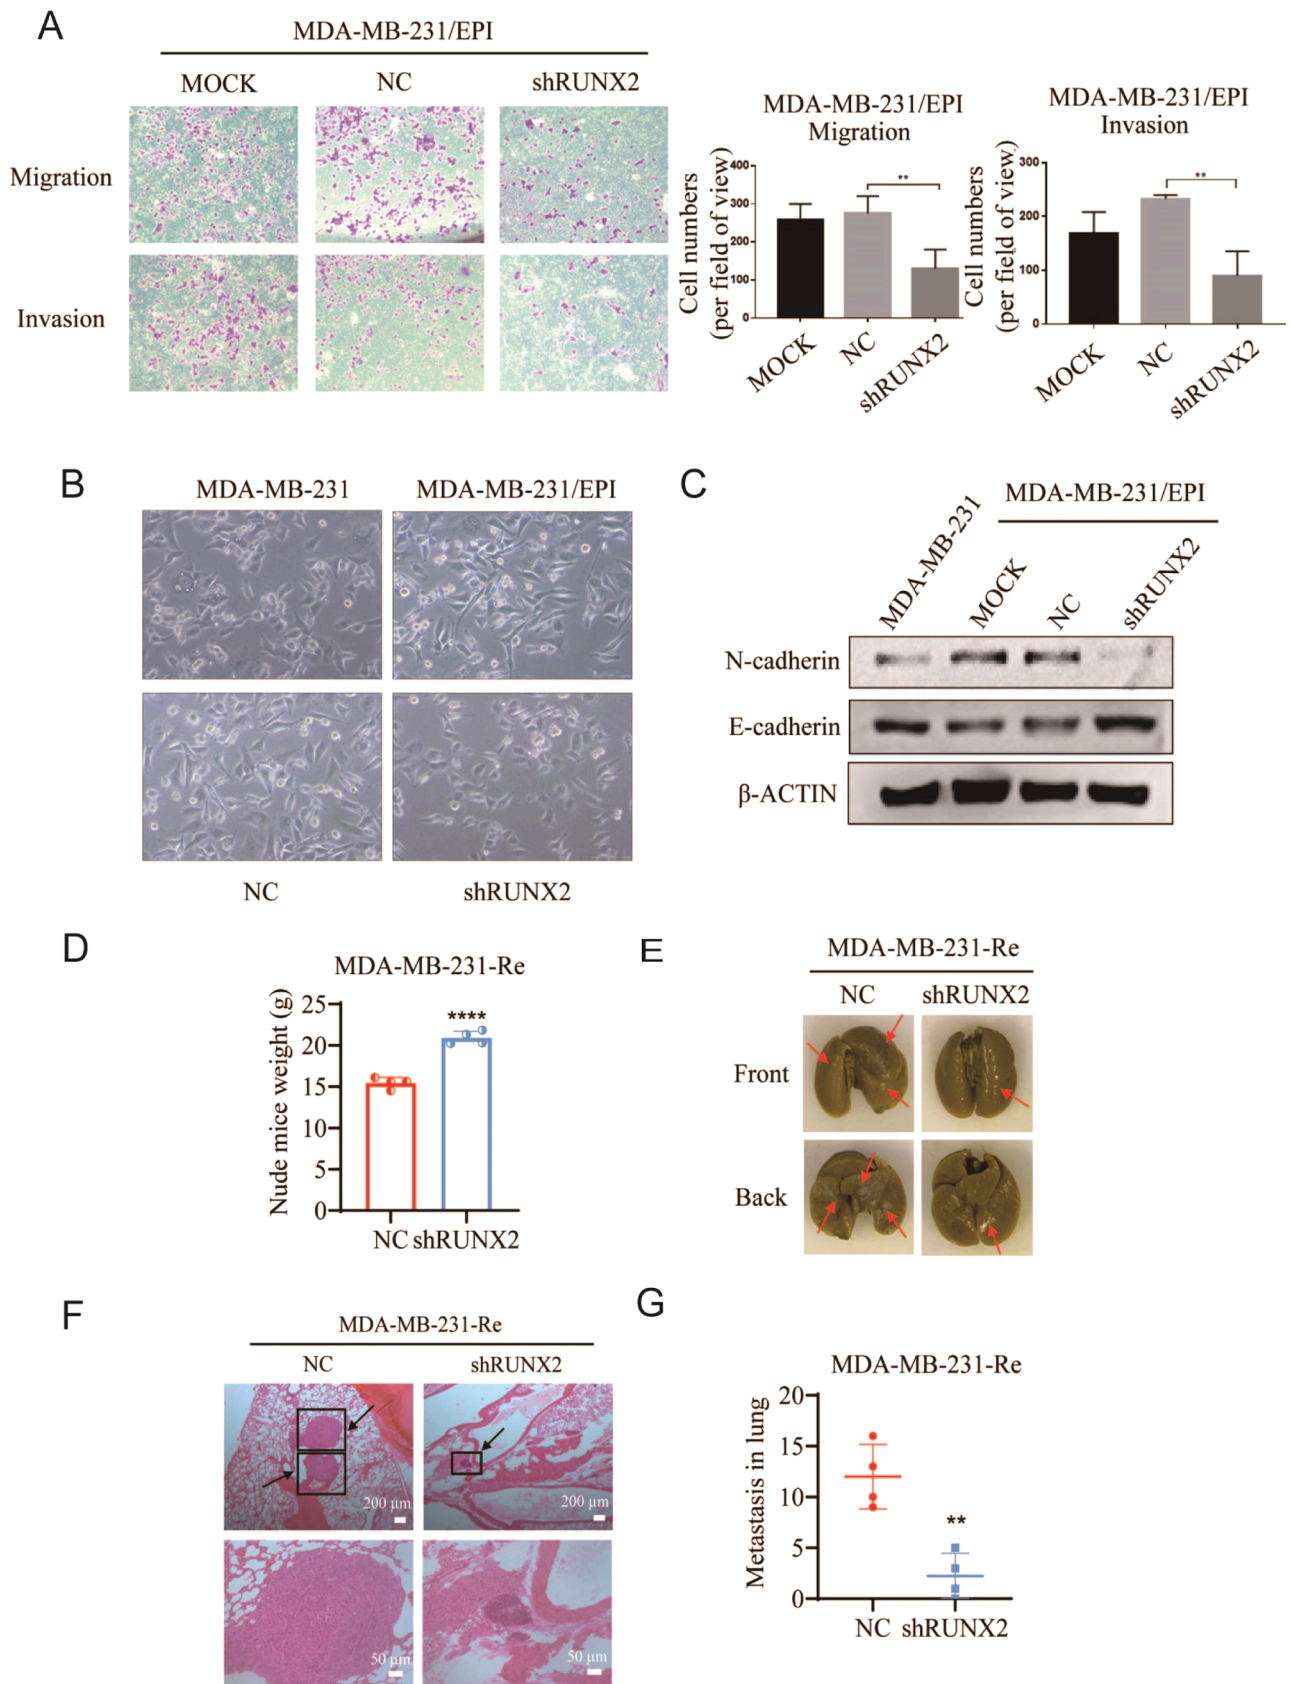 A
MDA-MB-231/EPI
MOCK NC shRUNX2
Migration
Invasion
MDA-MB-231/EPI
Migration
Cell numbers
(per field of view)
400
300
200
100
0
**
MOCK NC shRUNX2
MDA-MB-231/EPI
Invasion
Cell numbers
(per field of view)
300
200
100
0
**
MOCK NC shRUNX2
B
MDA-MB-231 MDA-MB-231/EPI
NC shRUNX2
C
MDA-MB-231/EPI
MDA-MB-231 MOCK NC shRUNX2
N-cadherin
E-cadherin
β-ACTIN
D
MDA-MB-231-Re
Nude mice weight (g)
25
20
15
10
5
0
****
NC shRUNX2
E
MDA-MB-231-Re
NC shRUNX2
Front
Back
F
MDA-MB-231-Re
NC shRUNX2
200 µm 200 µm
50 µm 50 µm
G
MDA-MB-231-Re
Metastasis in lung
20
15
10
5
0
**
NC shRUNX2